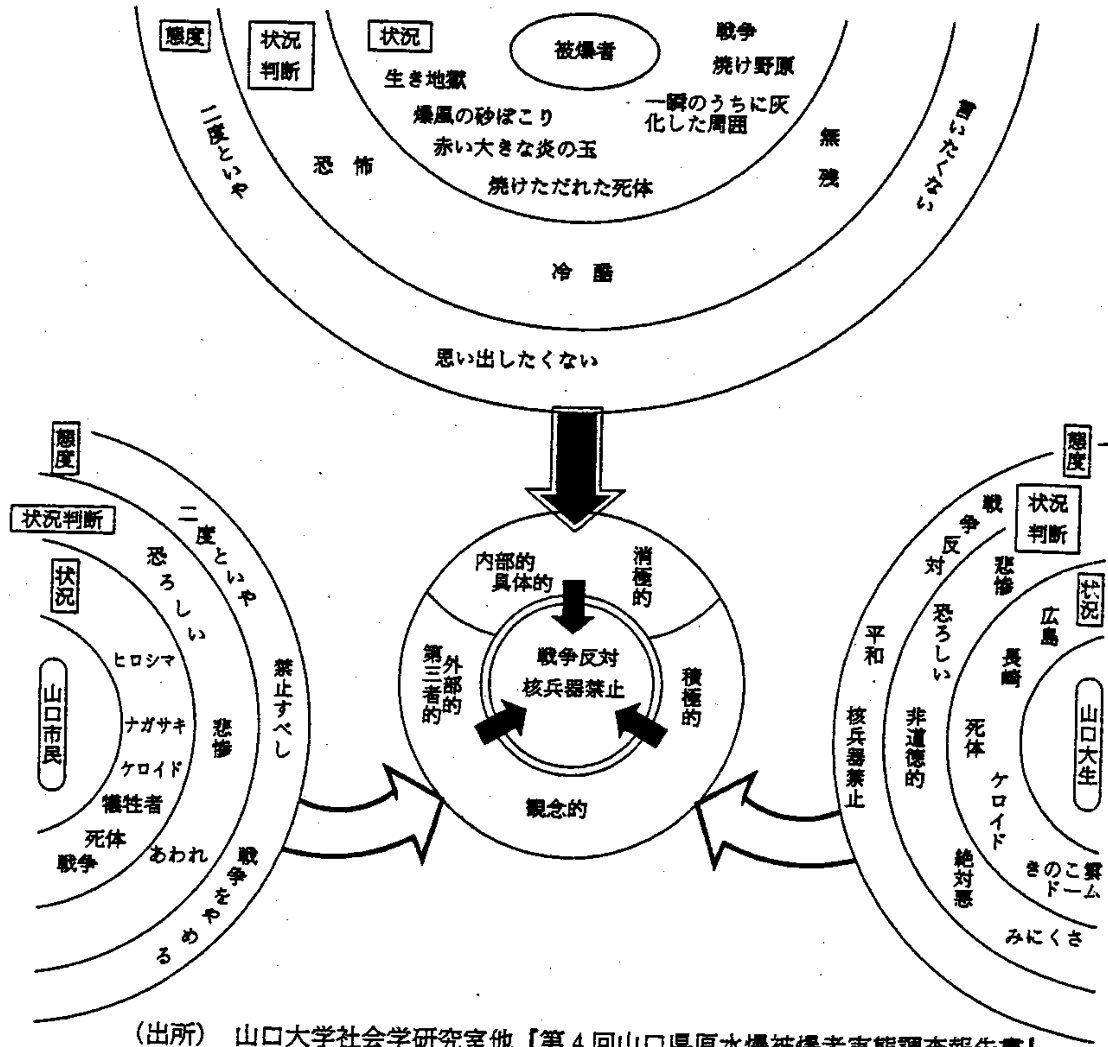 態度
状況
判断
状況
被爆者
戦争
焼け野原
生き地獄
爆風の砂ぼこり
一瞬のうちに灰
化した周囲
赤い大きな炎の玉
焼けただれた死体
恐怖
無残
冷酷
二度といや
言いたくない
思い出したくない
態度
状況判断
状況
山口市民
ヒロシマ
ナガサキ
ケロイド
犠牲者
死体
戦争
恐ろしい
悲惨
あわれ
二度といや
禁止すべし
戦争をやめる
内部的
具体的
消極的
外部的
第三者的
積極的
観念的
戦争反対
核兵器禁止
態度
状況
判断
状況
山口大生
広島
長崎
死体
ケロイド
きのこ雲
ドーム
悲惨
恐ろしい
非道徳的
絶対悪
みにくさ
戦争反対
平和
核兵器禁止
(出所) 山口大学社会学研究室他『第4回山口県原水爆被爆者実態調査報告書』